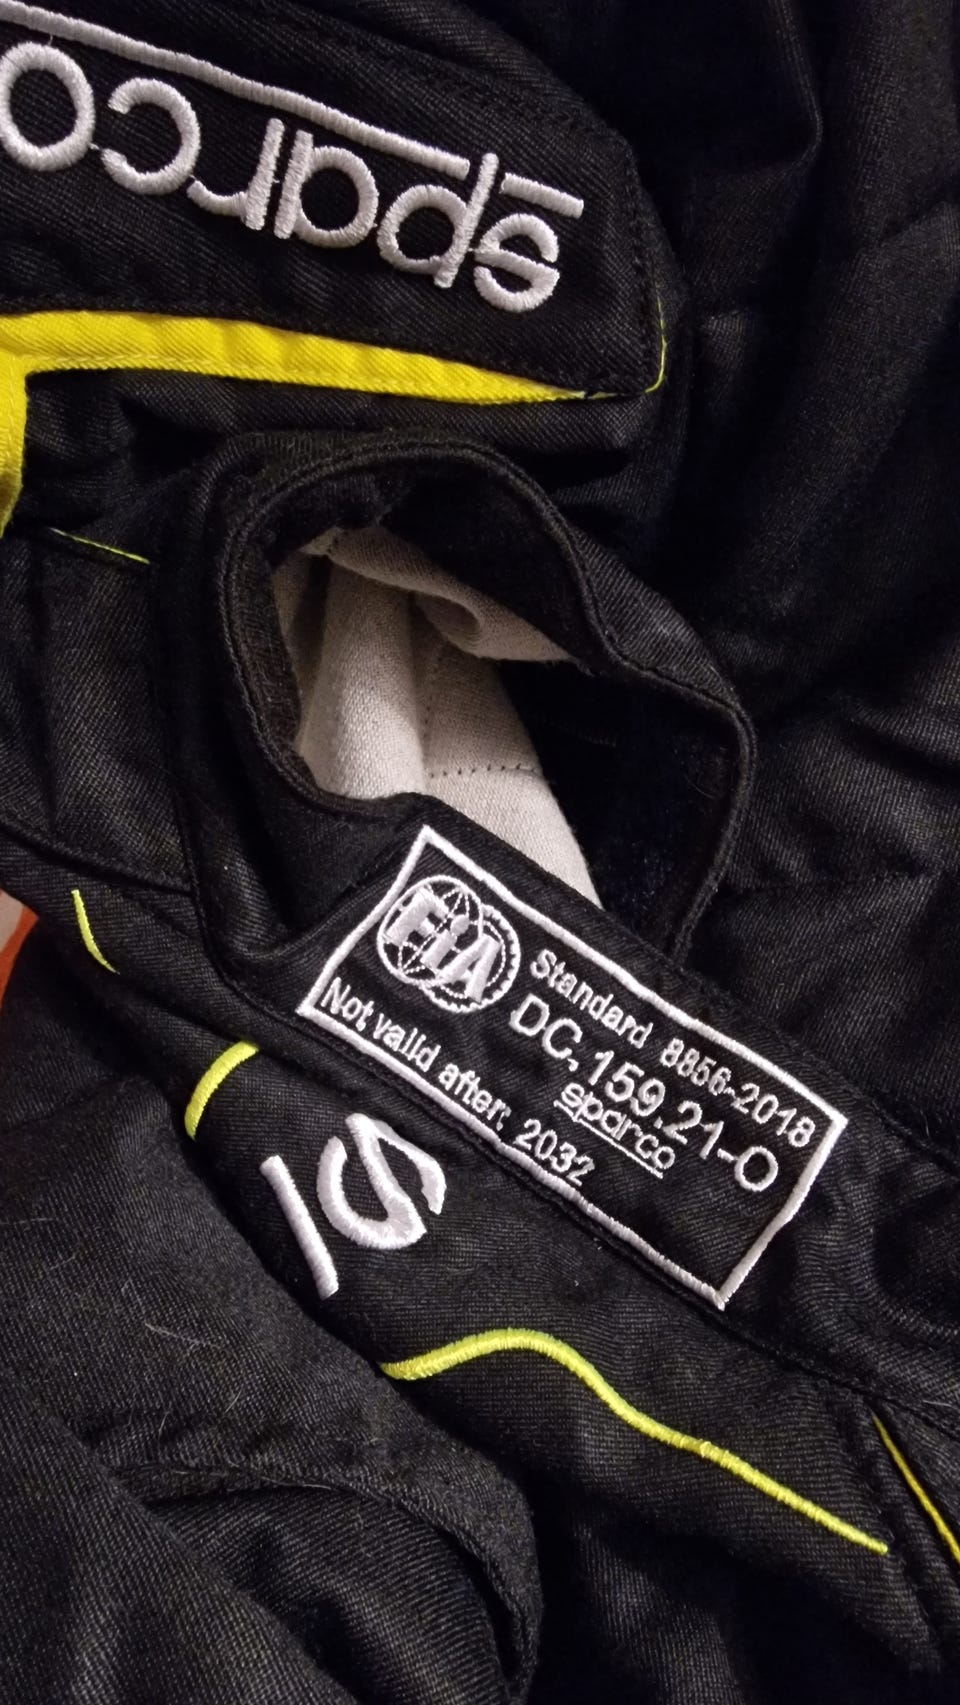 sparco
FIA
Standard 8856-2018
DC.159.21-O
sparco
Not valid after: 2032
S